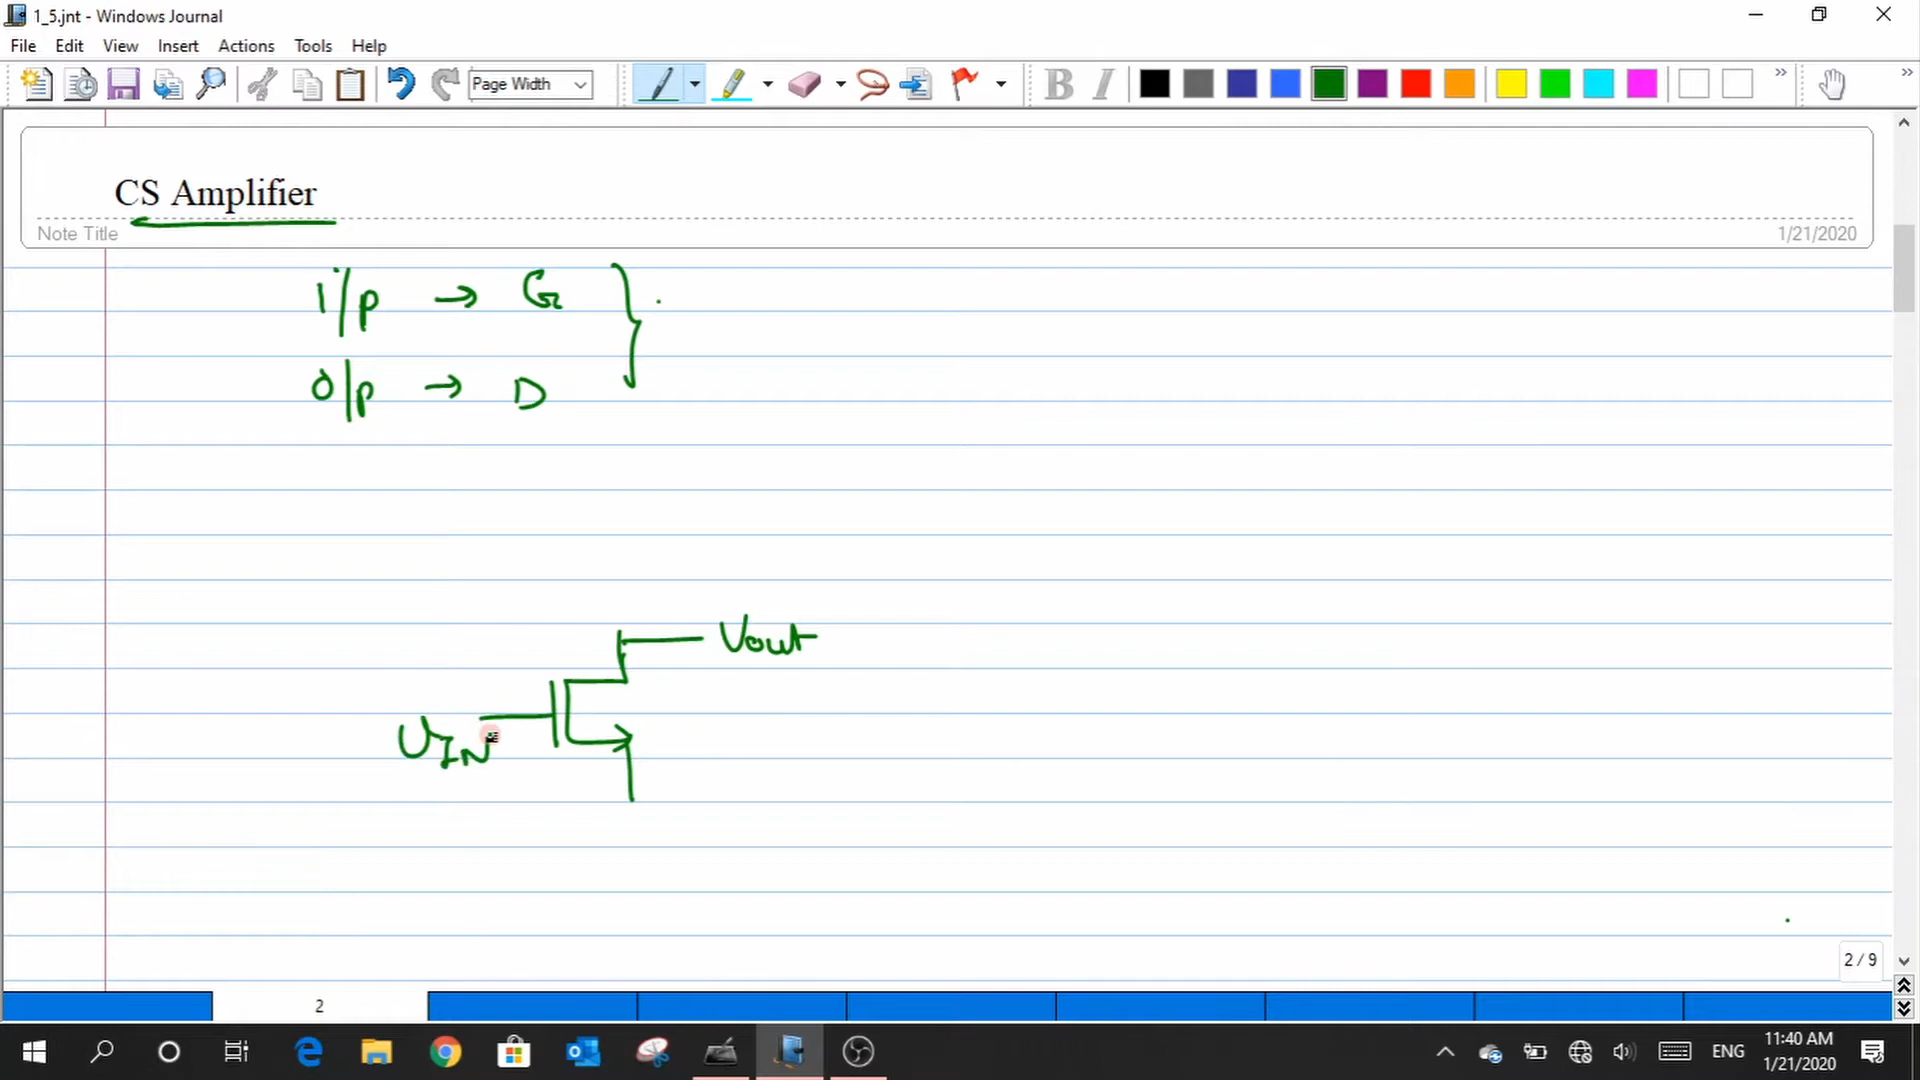 1_5.jnt - Windows Journal
File Edit View Insert Actions Tools Help
Page Width
B I
CS Amplifier
Note Title
1/21/2020
i/p → G
o/p → D
Vout
VIN
2 / 9
2
ENG
11:40 AM
1/21/2020